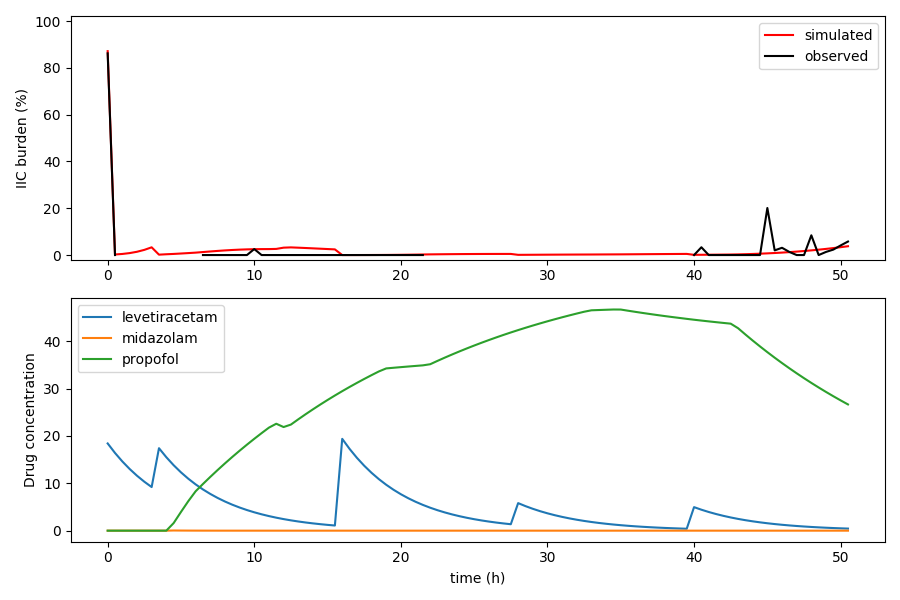 IIC burden (%)
100
80
60
40
20
0
simulated
observed
0 10 20 30 40 50
Drug concentration
40
30
20
10
0
levetiracetam
midazolam
propofol
0 10 20 30 40 50
time (h)